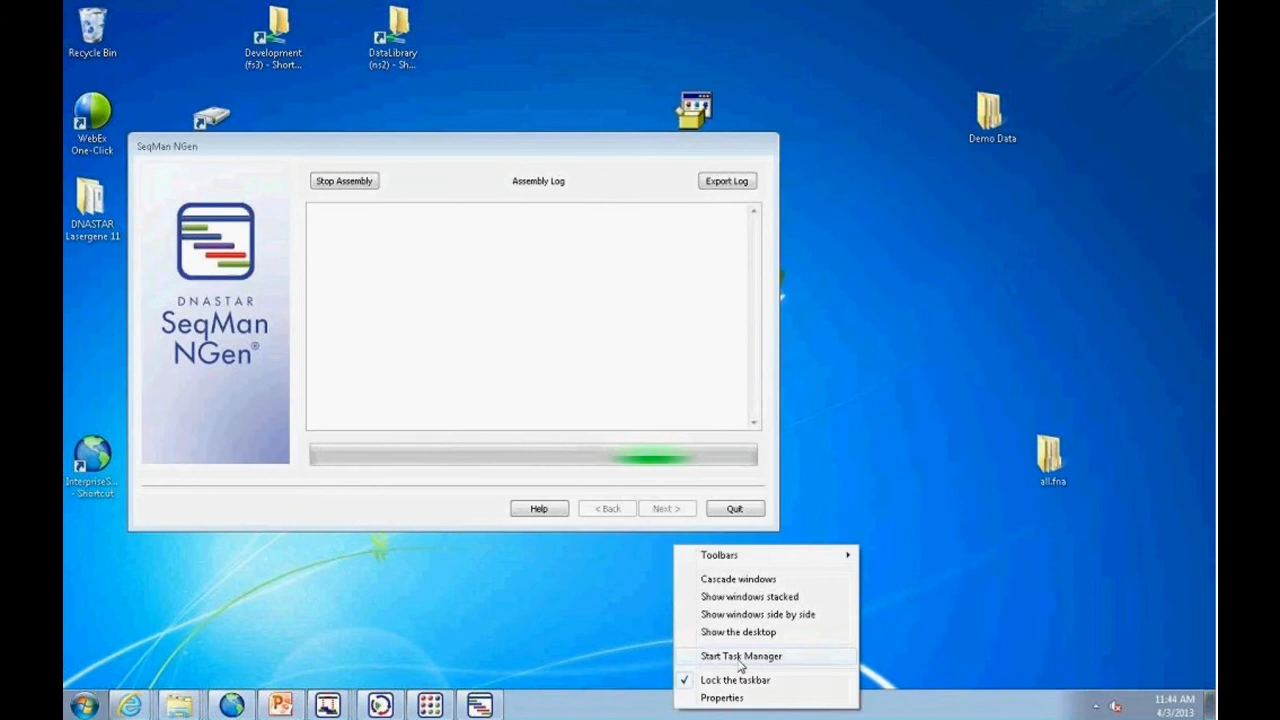 Recycle Bin
Development
(fs3) - Short...
DataLibrary
(ns2) - Sh...
WebEx
One-Click
Demo Data
DNASTAR
Lasergene 11
SeqMan NGen
Stop Assembly
Assembly Log
Export Log
DNASTAR
SeqMan
NGen®
InterpriseS...
- Shortcut
all.fna
Help
< Back
Next >
Quit
Toolbars
Cascade windows
Show windows stacked
Show windows side by side
Show the desktop
Start Task Manager
Lock the taskbar
Properties
11:44 AM
4/3/2013